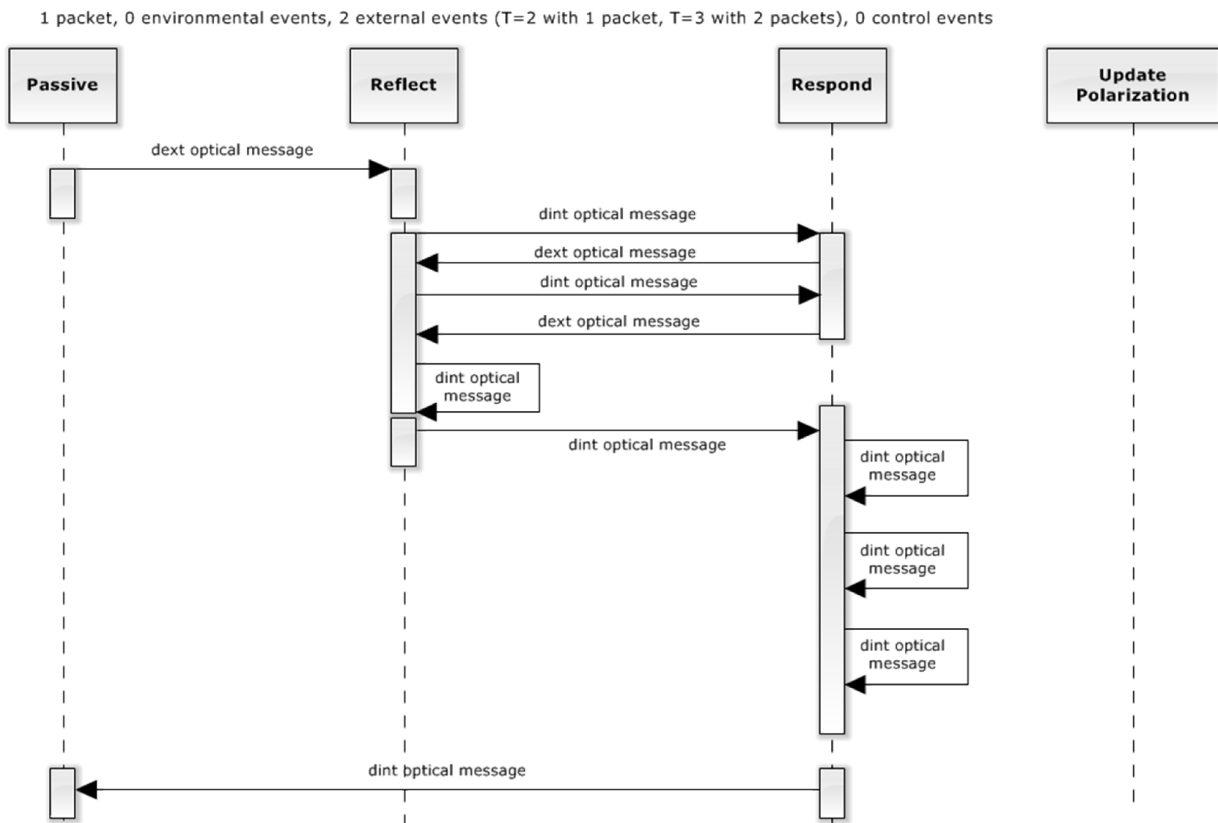 1 packet, 0 environmental events, 2 external events (T=2 with 1 packet, T=3 with 2 packets), 0 control events
Passive
Reflect
Respond
Update
Polarization
dext optical message
dint optical message
dext optical message
dint optical message
dext optical message
dint optical
message
dint optical message
dint optical
message
dint optical
message
dint optical
message
dint optical message